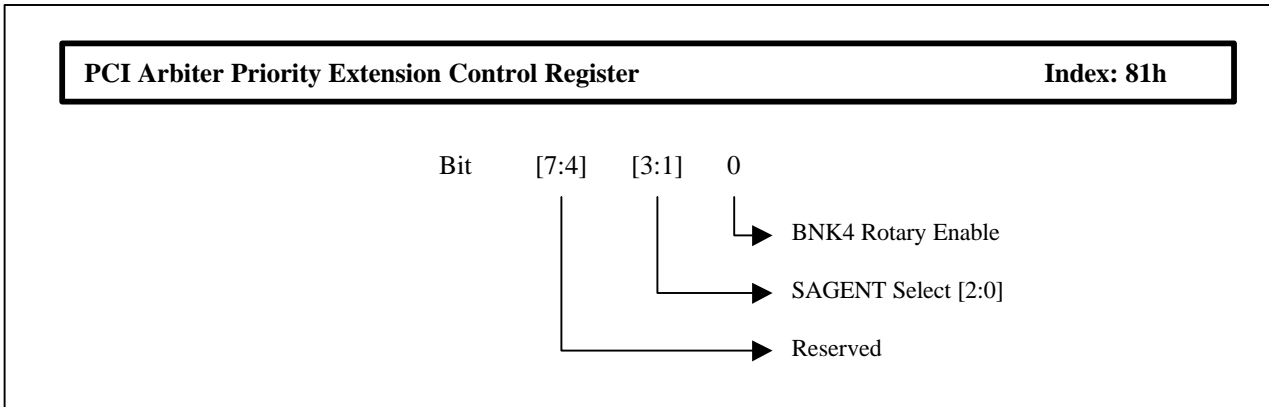 PCI Arbiter Priority Extension Control Register Index: 81h
Bit [7:4] [3:1] 0
BNK4 Rotary Enable
SAGENT Select [2:0]
Reserved